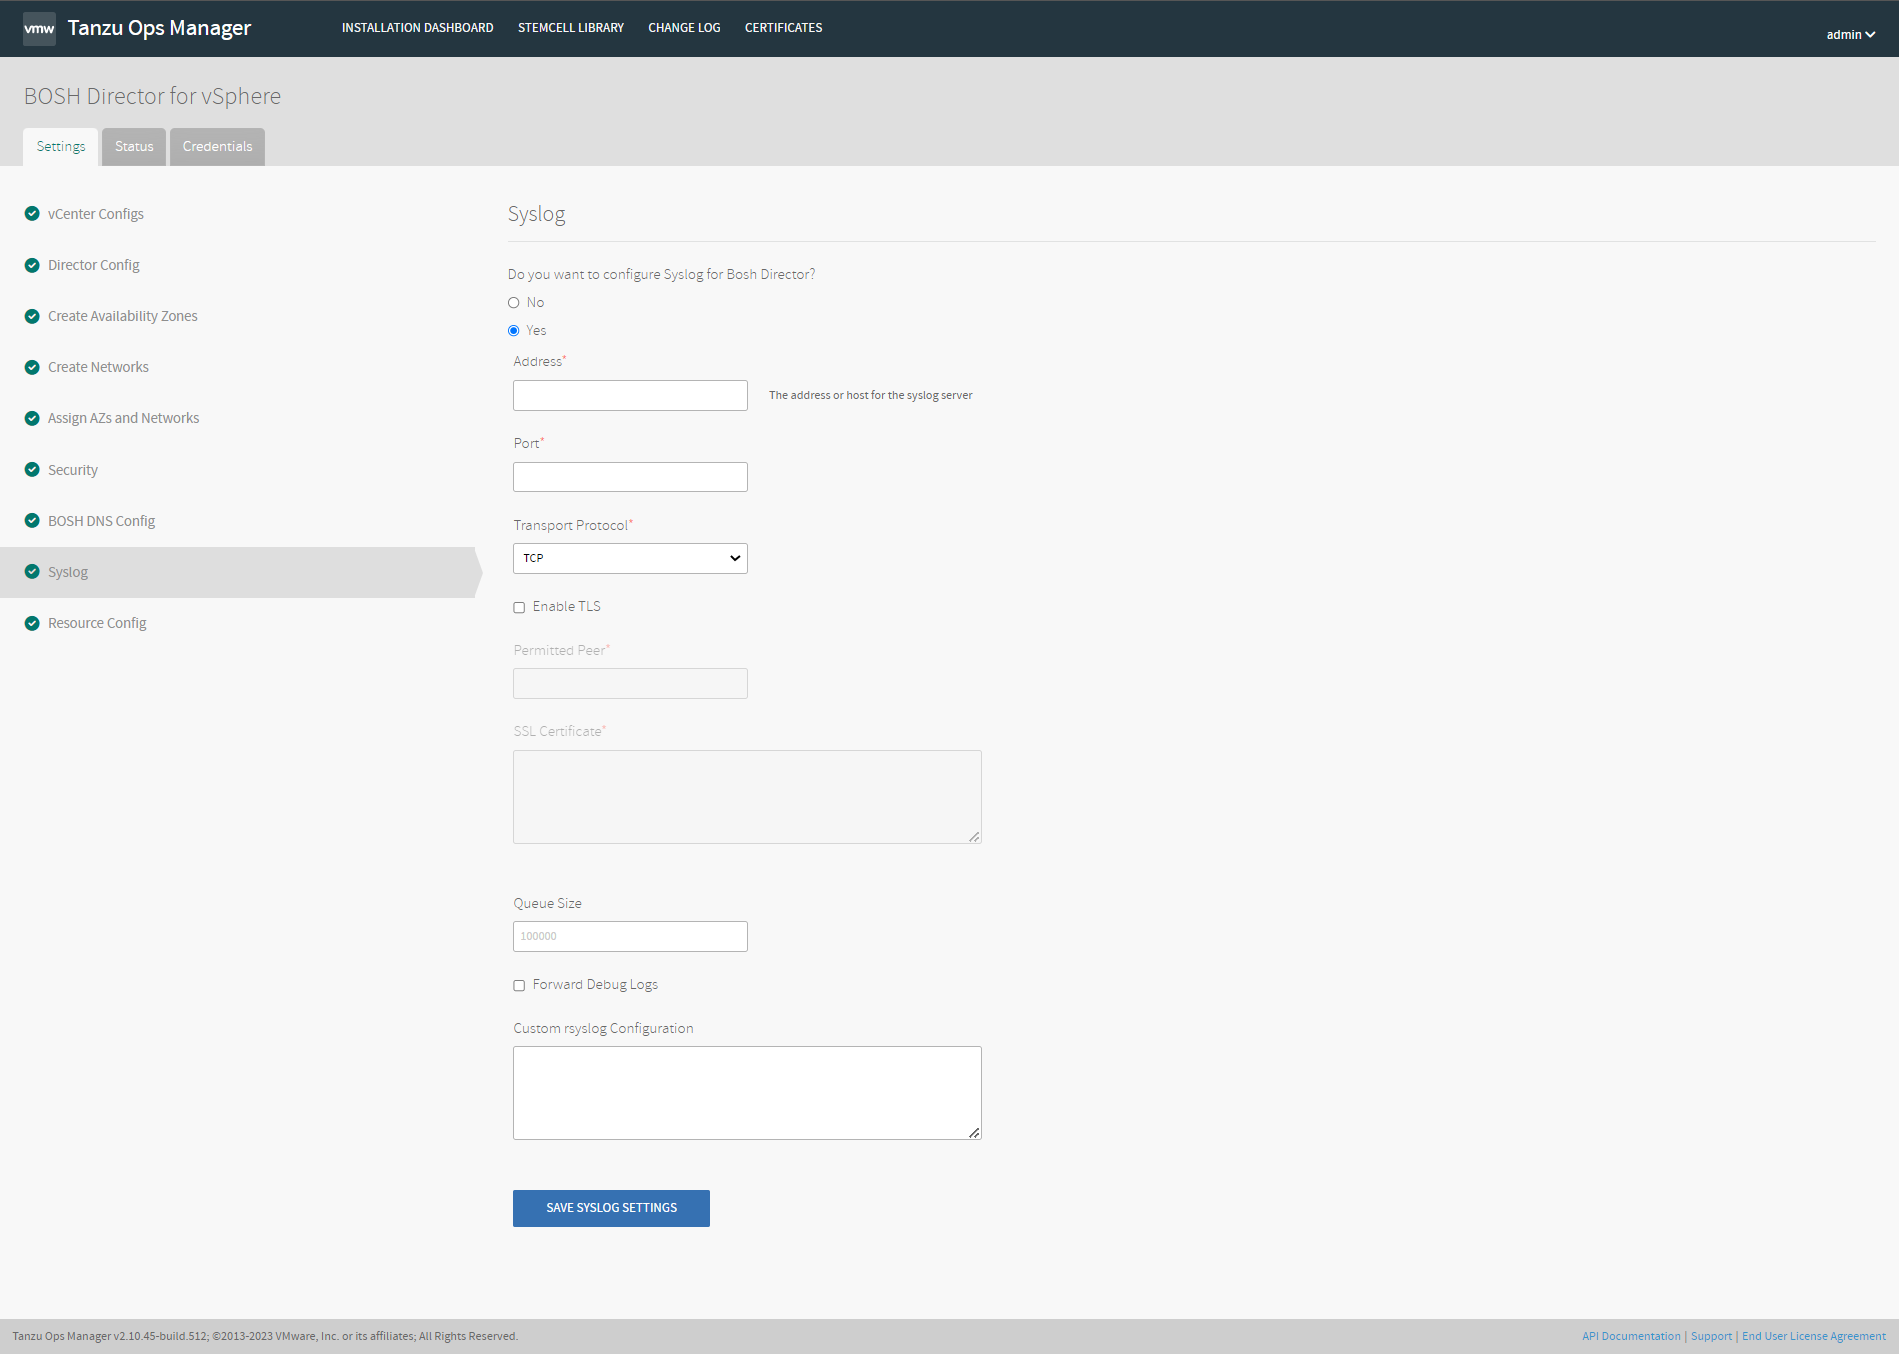 vmw Tanzu Ops Manager INSTALLATION DASHBOARD STEMCELL LIBRARY CHANGE LOG CERTIFICATES admin
BOSH Director for vSphere
Settings Status Credentials
vCenter Configs
Director Config
Create Availability Zones
Create Networks
Assign AZs and Networks
Security
BOSH DNS Config
Syslog
Resource Config
Syslog
Do you want to configure Syslog for Bosh Director?
No
Yes
Address*
The address or host for the syslog server
Port*
Transport Protocol*
TCP
Enable TLS
Permitted Peer*
SSL Certificate*
Queue Size
100000
Forward Debug Logs
Custom rsyslog Configuration
SAVE SYSLOG SETTINGS
Tanzu Ops Manager v2.10.45-build.512; ©2013-2023 VMware, Inc. or its affiliates; All Rights Reserved. API Documentation | Support | End User License Agreement